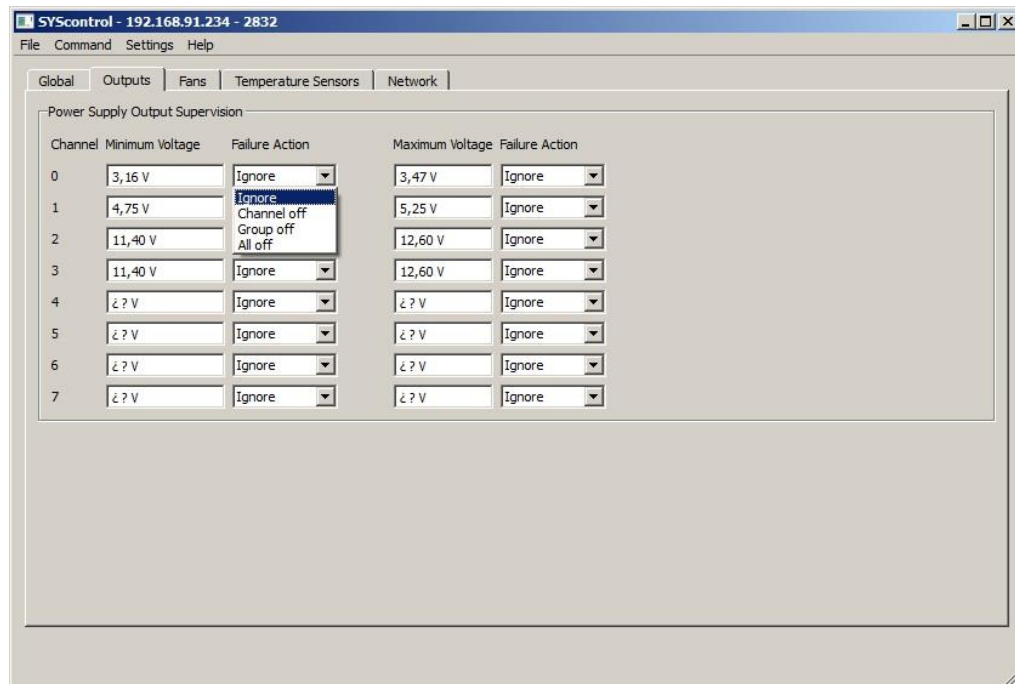 SYScontrol - 192.168.91.234 - 2832
File Command Settings Help
Global Outputs Fans Temperature Sensors Network
Power Supply Output Supervision
Channel Minimum Voltage Failure Action Maximum Voltage Failure Action
0 3,16 V Ignore 3,47 V Ignore
Ignore
1 4,75 V Channel off 5,25 V Ignore
Group off
2 11,40 V All off 12,60 V Ignore
3 11,40 V Ignore 12,60 V Ignore
4 ¿? V Ignore ¿? V Ignore
5 ¿? V Ignore ¿? V Ignore
6 ¿? V Ignore ¿? V Ignore
7 ¿? V Ignore ¿? V Ignore